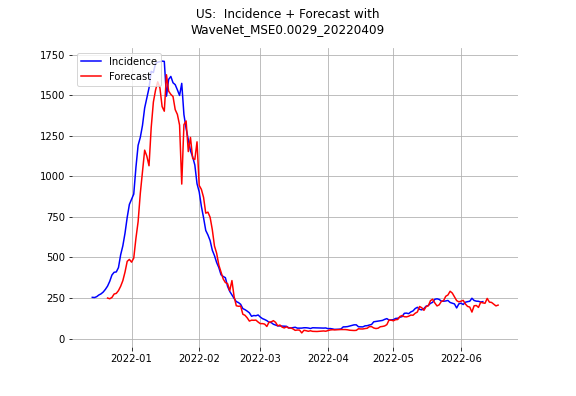 US:  Incidence + Forecast with
WaveNet_MSE0.0029_20220409
1750
1500
1250
1000
750
500
250
0
Incidence
Forecast
2022-01 2022-02 2022-03 2022-04 2022-05 2022-06